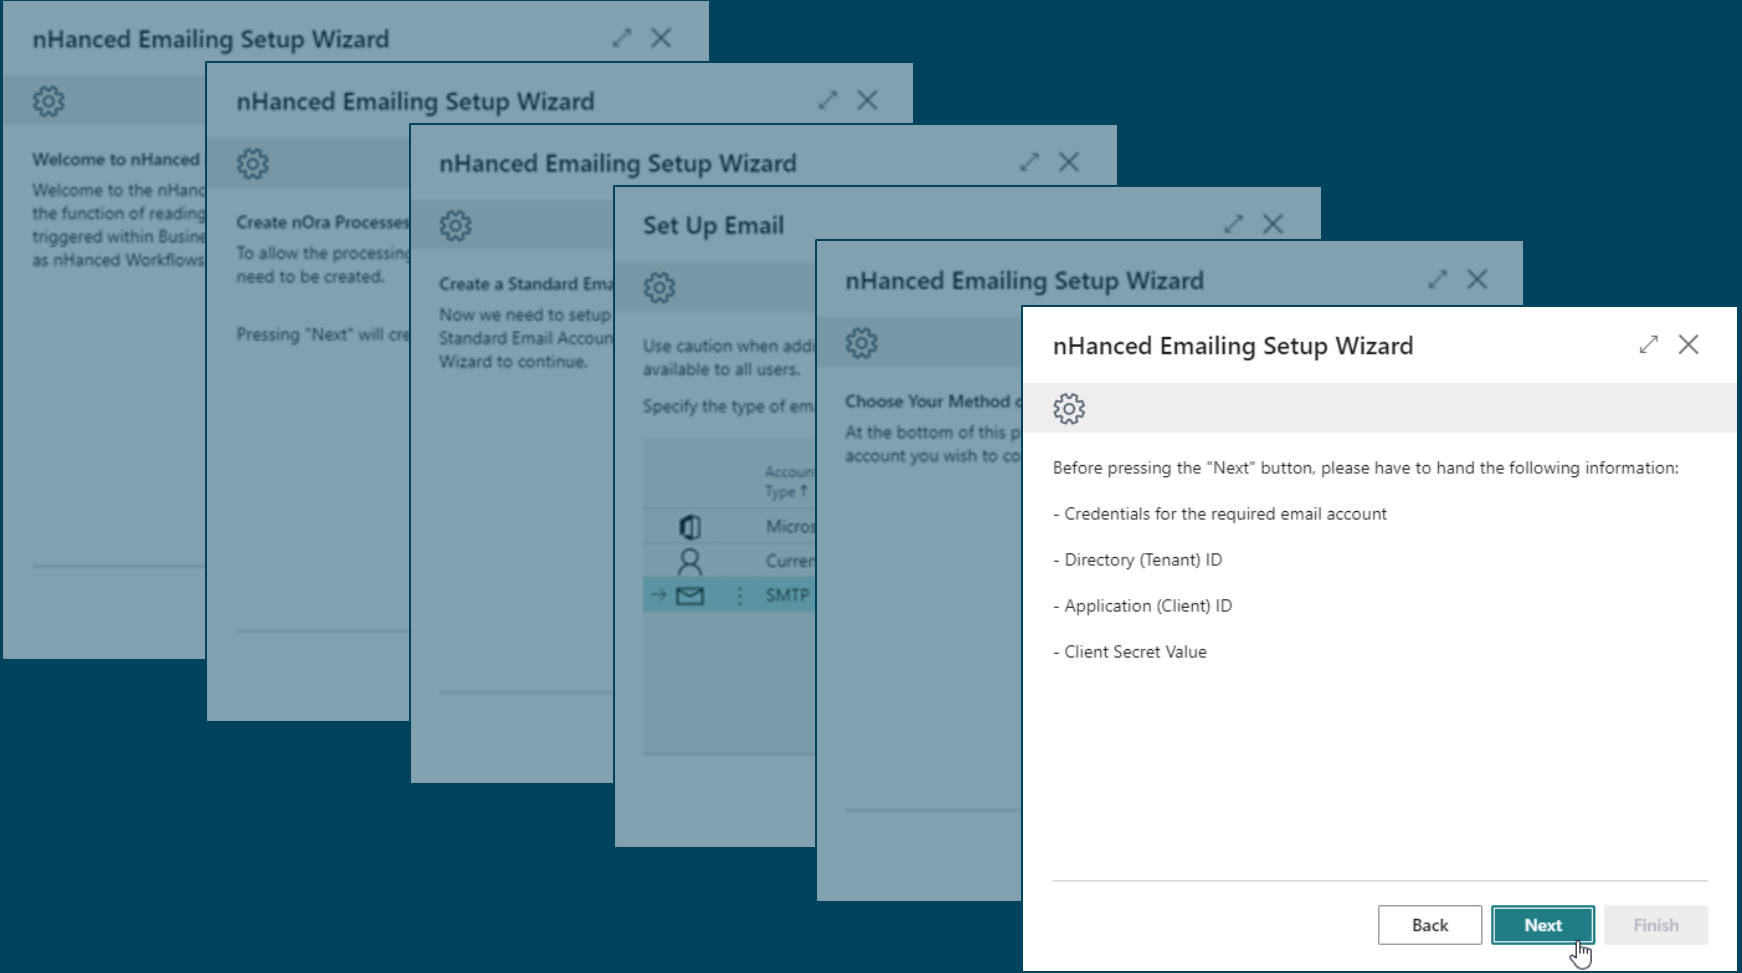 nHanced Emailing Setup Wizard
Welcome to nHanced
Welcome to the nHanc
the function of reading
triggered within Busine
as nHanced Workflows
nHanced Emailing Setup Wizard
Create nOra Processes
To allow the processing
need to be created.
Pressing "Next" will cre
nHanced Emailing Setup Wizard
Create a Standard Ema
Now we need to setup
Standard Email Accoun
Wizard to continue.
Set Up Email
Use caution when addi
available to all users.
Specify the type of ema
Account
Type ↑
Micros
Curren
SMTP
nHanced Emailing Setup Wizard
Choose Your Method o
At the bottom of this p
account you wish to co
nHanced Emailing Setup Wizard
Before pressing the "Next" button, please have to hand the following information:
- Credentials for the required email account
- Directory (Tenant) ID
- Application (Client) ID
- Client Secret Value
Back
Next
Finish